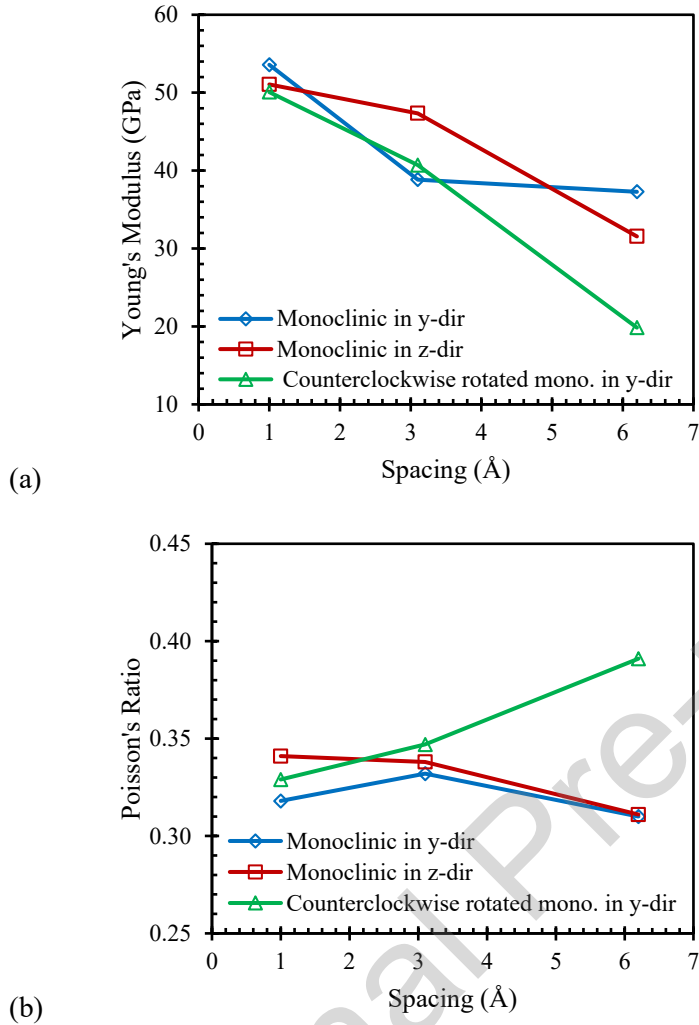 60
50
40
30
20
10
Young's Modulus (GPa)
Monoclinic in y-dir
Monoclinic in z-dir
Counterclockwise rotated mono. in y-dir
0 1 2 3 4 5 6 7
Spacing (Å)
(a)
0.45
0.40
0.35
0.30
0.25
Poisson's Ratio
Monoclinic in y-dir
Monoclinic in z-dir
Counterclockwise rotated mono. in y-dir
0 1 2 3 4 5 6 7
Spacing (Å)
(b)
nal Pre-